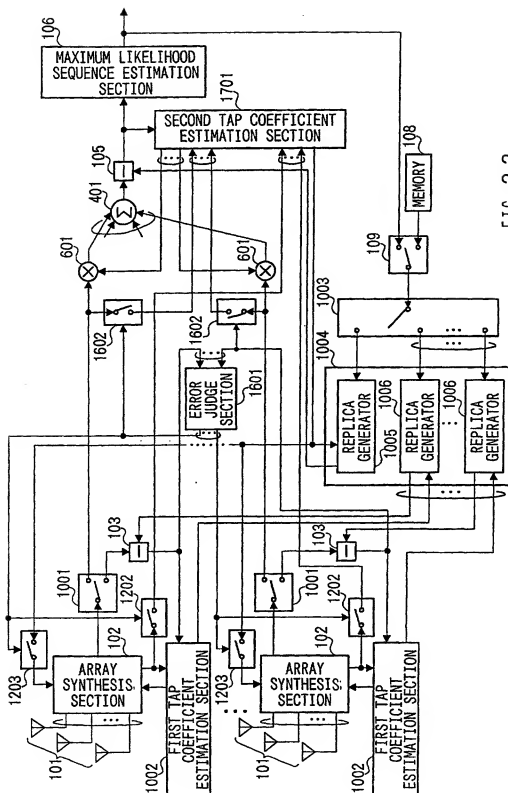 101
102
ARRAY
SYNTHESIS
SECTION
1203
1001
1202
103
1002
FIRST TAP
COEFFICIENT
ESTIMATION SECTION
101
102
ARRAY
SYNTHESIS
SECTION
1203
1001
1202
103
1002
FIRST TAP
COEFFICIENT
ESTIMATION SECTION
ERROR
JUDGE
SECTION
1601
1602
1602
601
601
401
Σ
105
106
MAXIMUM LIKELIHOOD
SEQUENCE ESTIMATION
SECTION
1701
SECOND TAP COEFFICIENT
ESTIMATION SECTION
108
MEMORY
109
1003
1004
REPLICA
GENERATOR
1005
REPLICA
GENERATOR
1006
REPLICA
GENERATOR
1006